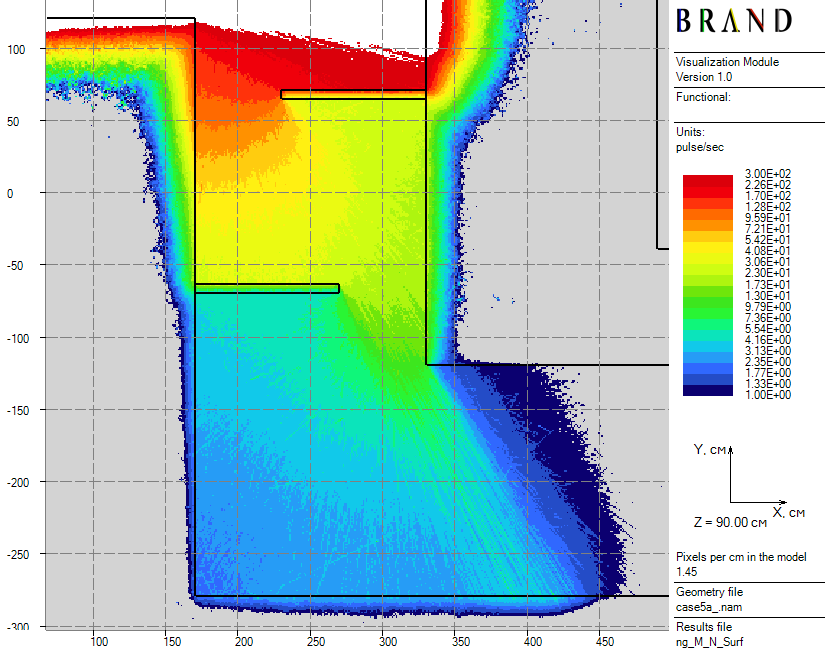 BRAND
Visualization Module
Version 1.0
Functional:
Units:
pulse/sec
3.00E+02
2.26E+02
1.70E+02
1.28E+02
9.59E+01
7.21E+01
5.42E+01
4.08E+01
3.06E+01
2.30E+01
1.73E+01
1.30E+01
9.79E+00
7.36E+00
5.54E+00
4.16E+00
3.13E+00
2.35E+00
1.77E+00
1.33E+00
1.00E+00
Y, см
X, см
Z = 90.00 см
Pixels per cm in the model
1.45
Geometry file
case5a_.nam
Results file
ng_M_N_Surf
100
50
0
-50
-100
-150
-200
-250
-300
100 150 200 250 300 350 400 450